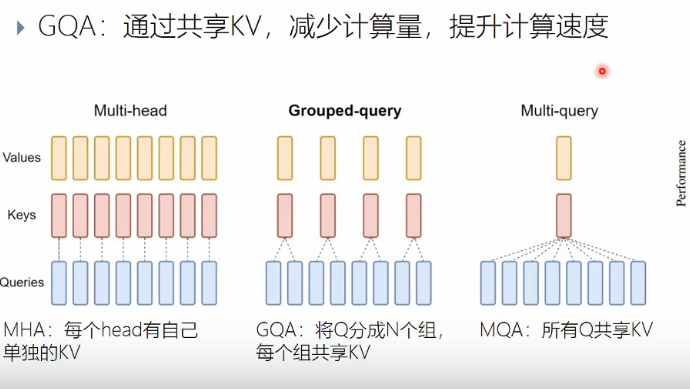 GQA：通过共享KV，减少计算量，提升计算速度
Multi-head
Grouped-query
Multi-query
Values
Keys
Queries
Performance
MHA：每个head有自己
单独的KV
GQA：将Q分成N个组，
每个组共享KV
MQA：所有Q共享KV